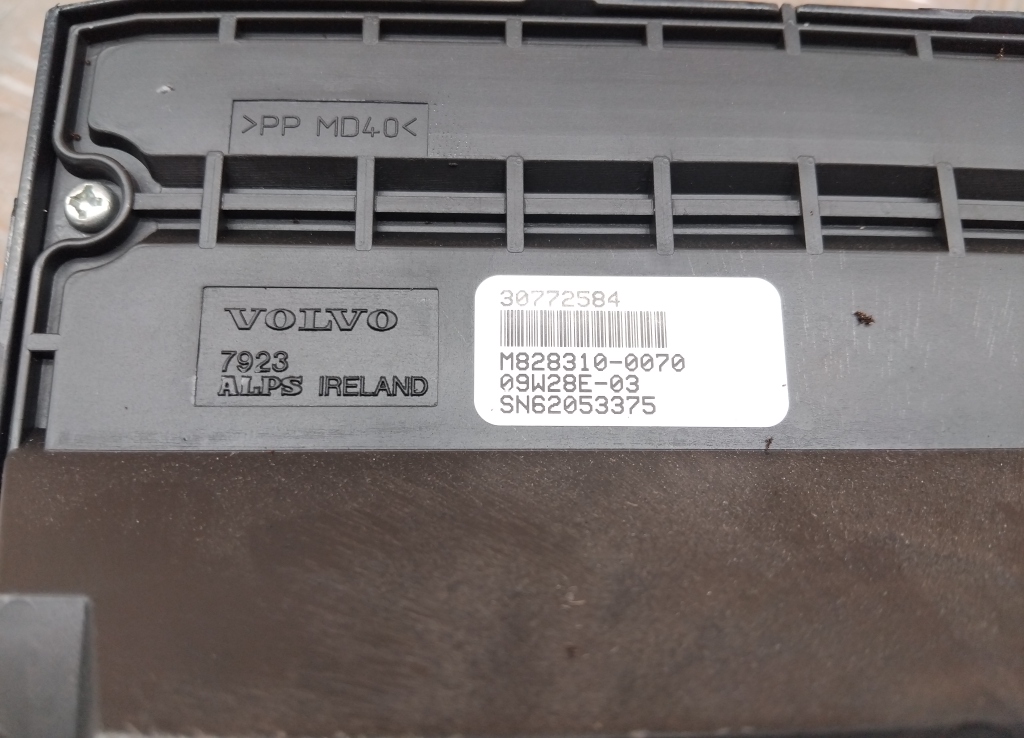 >PP MD40<
VOLVO
7923
ALPS IRELAND
30772584
M828310-0070
09W28E-03
SN62053375